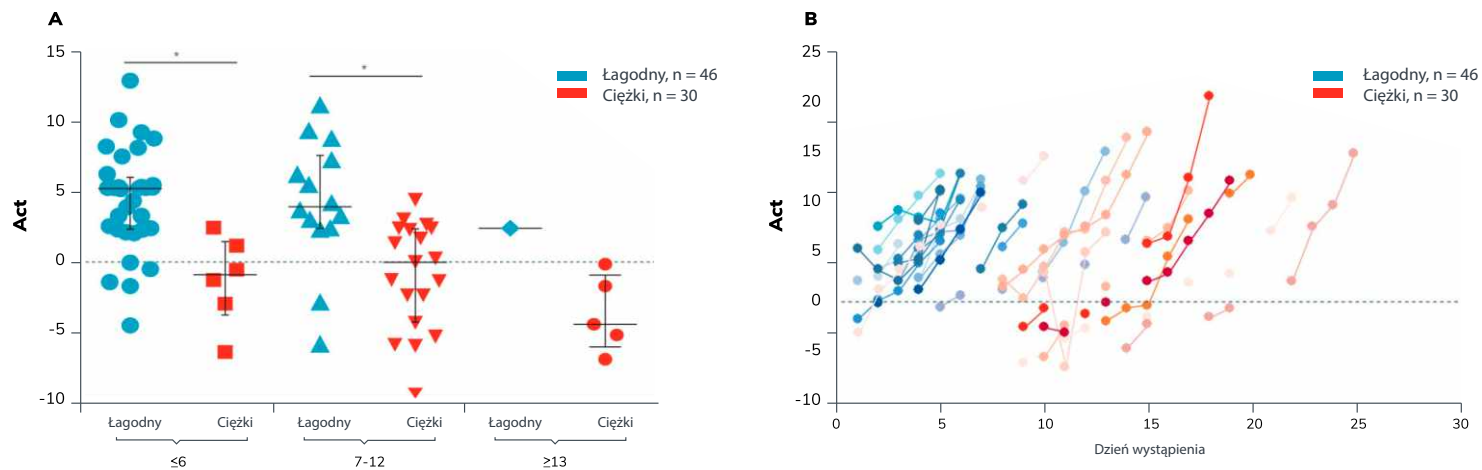 A
Act
15
10
5
0
-5
-10
*
*
Łagodny, n = 46
Ciężki, n = 30
Łagodny
Ciężki
Łagodny
Ciężki
Łagodny
Ciężki
≤6
7-12
≥13
B
Act
25
20
15
10
5
0
-5
-10
Łagodny, n = 46
Ciężki, n = 30
0
5
10
15
20
25
30
Dzień wystąpienia